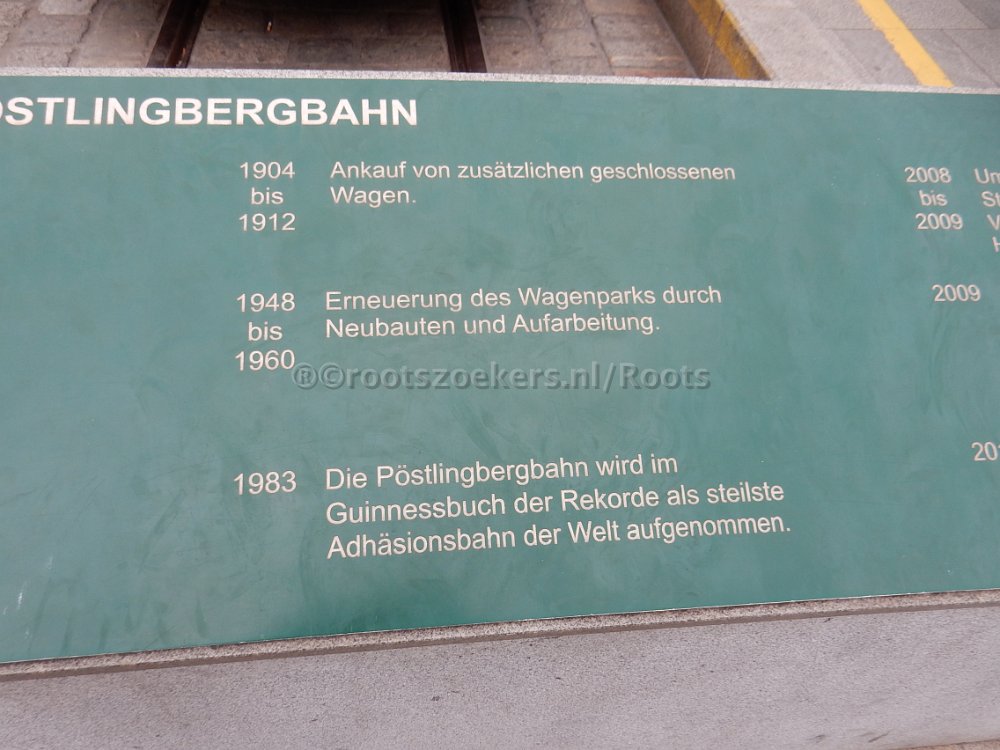 ÖSTLINGBERGBAHN
1904 bis 1912
Ankauf von zusätzlichen geschlossenen
Wagen.
1948 bis 1960
Erneuerung des Wagenparks durch
Neubauten und Aufarbeitung.
1983
Die Pöstlingbergbahn wird im
Guinnessbuch der Rekorde als steilste
Adhäsionsbahn der Welt aufgenommen.
2008 bis 2009
2009
®©rootszoekers.nl/Roots